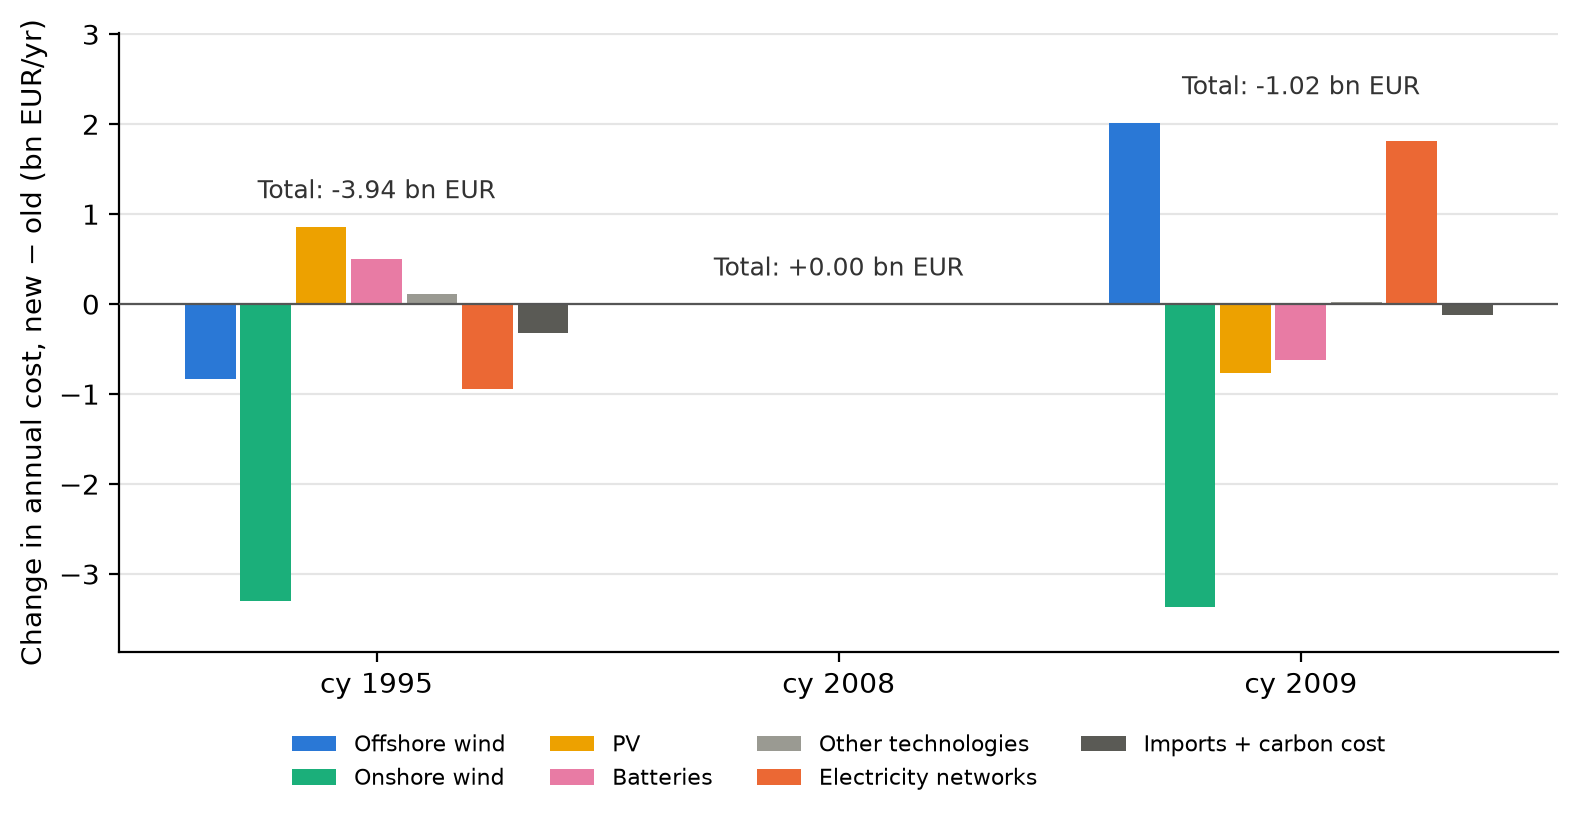 Change in annual cost, new − old (bn EUR/yr)
3
2
1
0
−1
−2
−3
Total: -3.94 bn EUR
Total: +0.00 bn EUR
Total: -1.02 bn EUR
cy 1995
cy 2008
cy 2009
Offshore wind
Onshore wind
PV
Batteries
Other technologies
Electricity networks
Imports + carbon cost